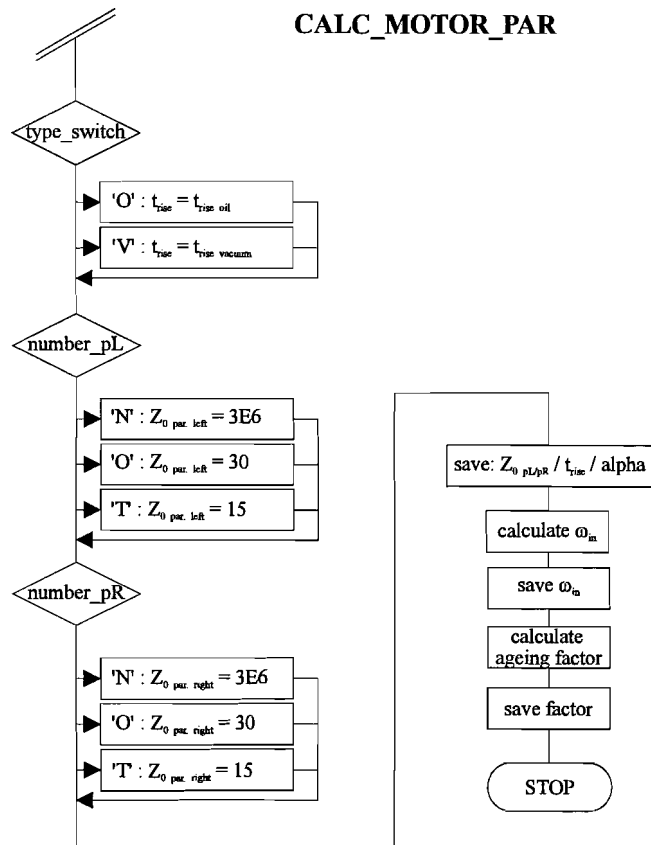 CALC_MOTOR_PAR
type_switch
'O' : t_rise = t_rise oil
'V' : t_rise = t_rise vacuum
number_pL
'N' : Z_0 par. left = 3E6
'O' : Z_0 par. left = 30
'T' : Z_0 par. left = 15
number_pR
'N' : Z_0 par. right = 3E6
'O' : Z_0 par. right = 30
'T' : Z_0 par. right = 15
save: Z_0 pL/pR / t_rise / alpha
calculate ω_in
save ω_in
calculate
ageing factor
save factor
STOP